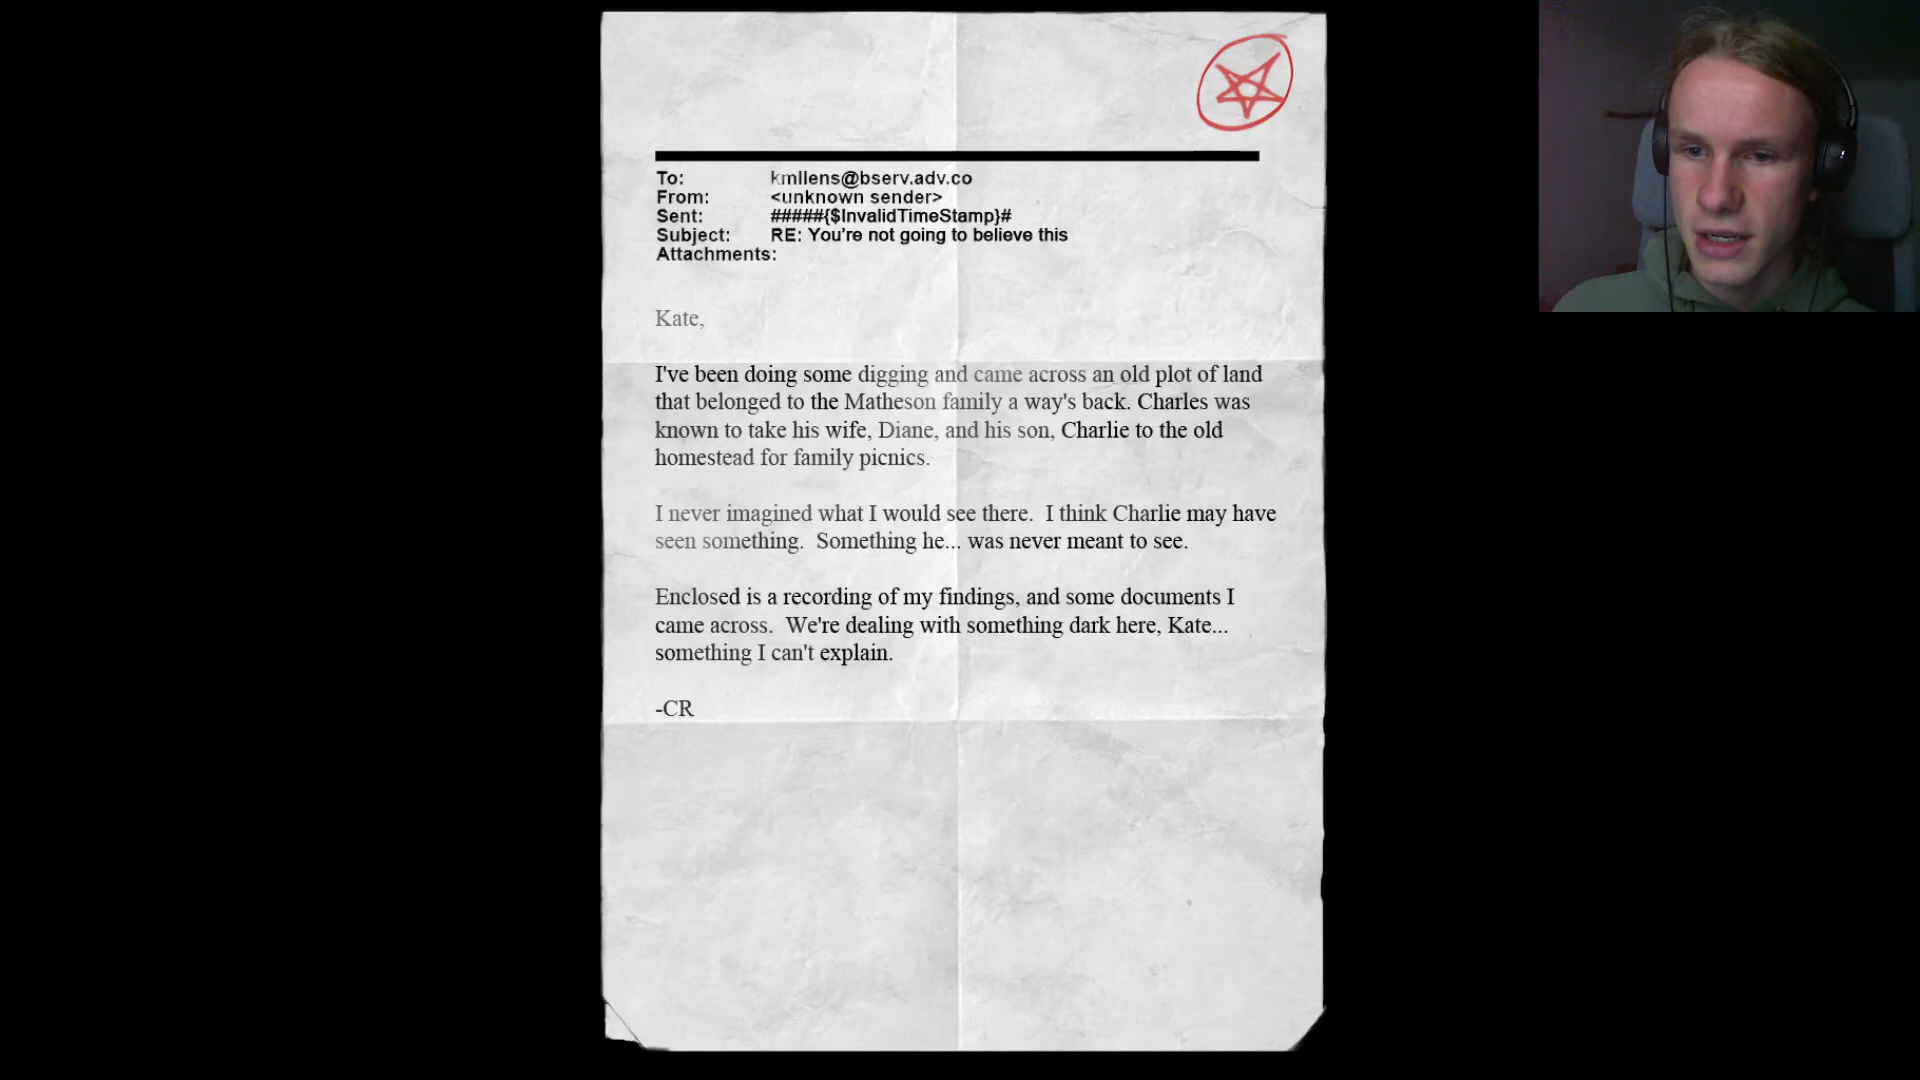 To: kmllens@bserv.adv.co
From: <unknown sender>
Sent: #####{$InvalidTimeStamp}#
Subject: RE: You're not going to believe this
Attachments:
Kate,
I've been doing some digging and came across an old plot of land
that belonged to the Matheson family a way's back. Charles was
known to take his wife, Diane, and his son, Charlie to the old
homestead for family picnics.
I never imagined what I would see there.  I think Charlie may have
seen something.  Something he... was never meant to see.
Enclosed is a recording of my findings, and some documents I
came across.  We're dealing with something dark here, Kate...
something I can't explain.
-CR